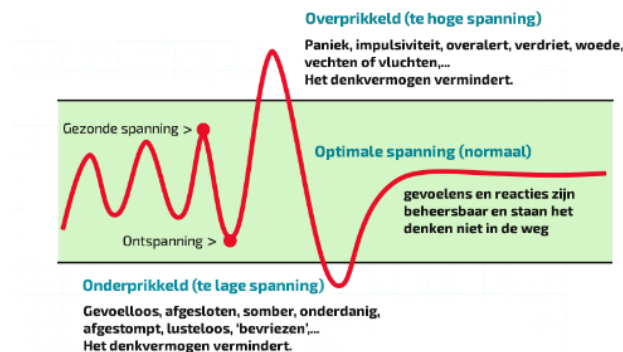 Overprikkeld (te hoge spanning)
Paniek, impulsiviteit, overalert, verdriet, woede,
vechten of vluchten,...
Het denkvermogen vermindert.
Gezonde spanning >
Optimale spanning (normaal)
gevoelens en reacties zijn
beheersbaar en staan het
denken niet in de weg
Ontspanning >
Onderprikkeld (te lage spanning)
Gevoelloos, afgesloten, somber, onderdanig,
afgestompt, lusteloos, ‘bevriezen’,...
Het denkvermogen vermindert.